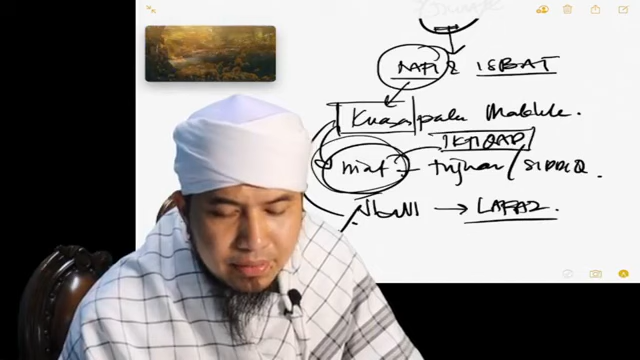 NAFI & ISBAT
Kuasa pada Makhluk.
IKTIQAD
niat? – tujuan / SIDDIQ.
→ LAFAZ.